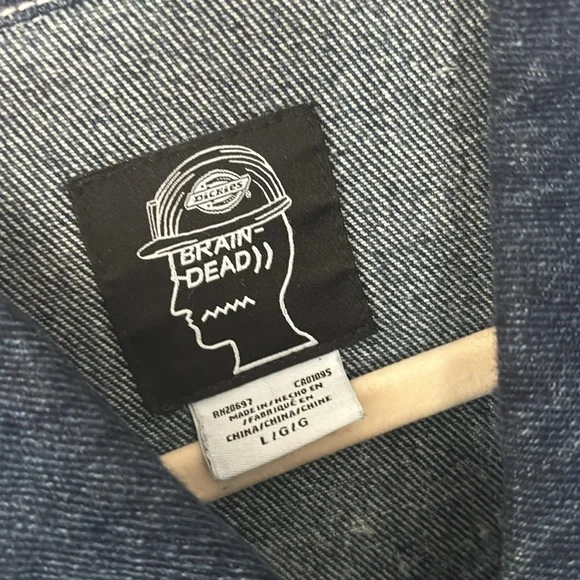 Dickies
®
BRAIN-
DEAD))
RN20697 CA01095
MADE IN/HECHO EN
/FABRIQUÉ EN
CHINA/CHINA/CHINE
L/G/G